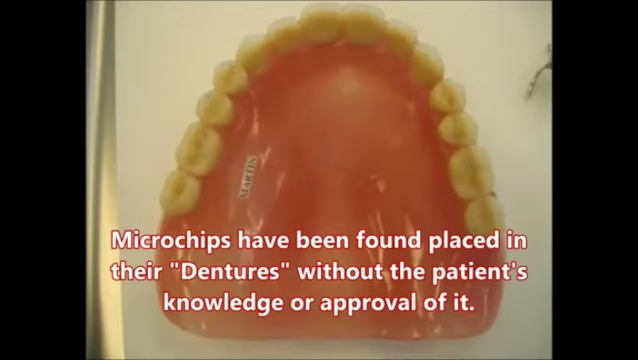 MARTIN
Microchips have been found placed in
their "Dentures" without the patient's
knowledge or approval of it.